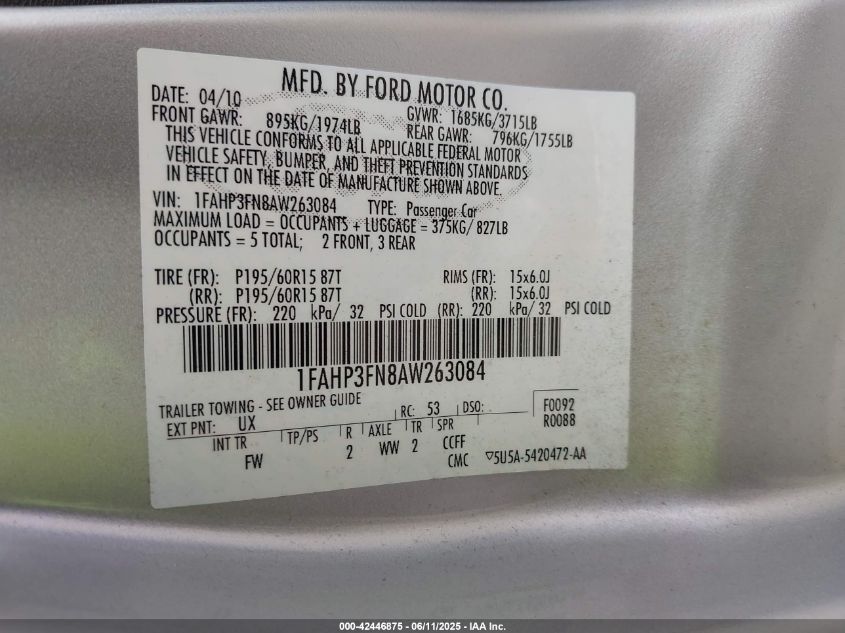 MFD. BY FORD MOTOR CO.
DATE: 04/10 GVWR: 1685KG/3715LB
FRONT GAWR: 895KG/1974LB REAR GAWR: 796KG/1755LB
THIS VEHICLE CONFORMS TO ALL APPLICABLE FEDERAL MOTOR
VEHICLE SAFETY, BUMPER, AND THEFT PREVENTION STANDARDS
IN EFFECT ON THE DATE OF MANUFACTURE SHOWN ABOVE.
VIN: 1FAHP3FN8AW263084 TYPE: Passenger Car
MAXIMUM LOAD = OCCUPANTS + LUGGAGE = 375KG/ 827LB
OCCUPANTS = 5 TOTAL; 2 FRONT, 3 REAR
TIRE (FR): P195/60R15 87T RIMS (FR): 15x6.0J
(RR): P195/60R15 87T (RR): 15x6.0J
PRESSURE (FR): 220 kPa/ 32 PSI COLD (RR): 220 kPa/ 32 PSI COLD
1FAHP3FN8AW263084
TRAILER TOWING - SEE OWNER GUIDE
EXT PNT: UX RC: 53 DSO: F0092
R0088
INT TR TP/PS R AXLE TR SPR
FW 2 WW 2 CCFF
CMC ▽5U5A-5420472-AA
000-42446875 - 06/11/2025 - IAA Inc.